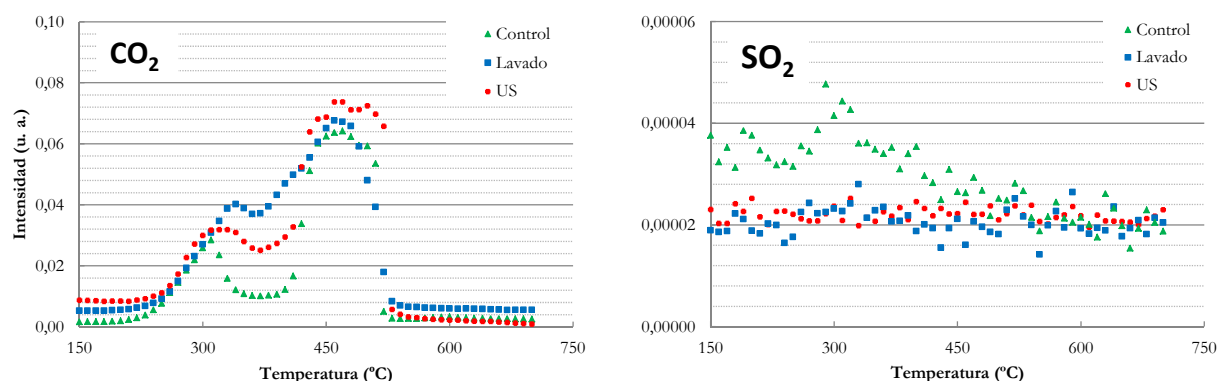 CO2
Control
Lavado
US
Intensidad (u. a.)
0,10
0,08
0,06
0,04
0,02
0,00
150
300
450
600
750
Temperatura (ºC)
SO2
Control
Lavado
US
0,00006
0,00004
0,00002
0,00000
150
300
450
600
750
Temperatura (ºC)